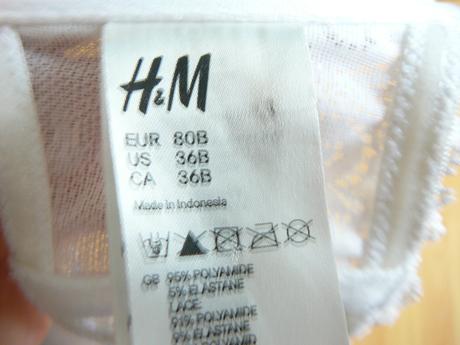 H&M
EUR 80B
US 36B
CA 36B
Made in Indonesia
GB 95% POLYAMIDE
5% ELASTANE
LACE:
91% POLYAMIDE
9% ELASTANE